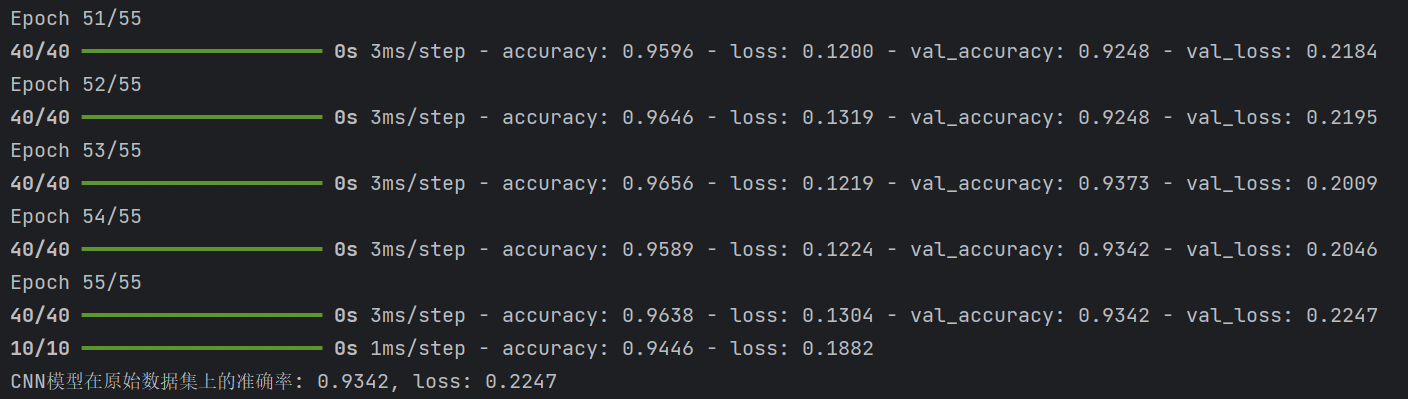 Epoch 51/55
40/40 ━━━━━━━━━━━━━━━━━━━━ 0s 3ms/step - accuracy: 0.9596 - loss: 0.1200 - val_accuracy: 0.9248 - val_loss: 0.2184
Epoch 52/55
40/40 ━━━━━━━━━━━━━━━━━━━━ 0s 3ms/step - accuracy: 0.9646 - loss: 0.1319 - val_accuracy: 0.9248 - val_loss: 0.2195
Epoch 53/55
40/40 ━━━━━━━━━━━━━━━━━━━━ 0s 3ms/step - accuracy: 0.9656 - loss: 0.1219 - val_accuracy: 0.9373 - val_loss: 0.2009
Epoch 54/55
40/40 ━━━━━━━━━━━━━━━━━━━━ 0s 3ms/step - accuracy: 0.9589 - loss: 0.1224 - val_accuracy: 0.9342 - val_loss: 0.2046
Epoch 55/55
40/40 ━━━━━━━━━━━━━━━━━━━━ 0s 3ms/step - accuracy: 0.9638 - loss: 0.1304 - val_accuracy: 0.9342 - val_loss: 0.2247
10/10 ━━━━━━━━━━━━━━━━━━━━ 0s 1ms/step - accuracy: 0.9446 - loss: 0.1882
CNN模型在原始数据集上的准确率: 0.9342, loss: 0.2247